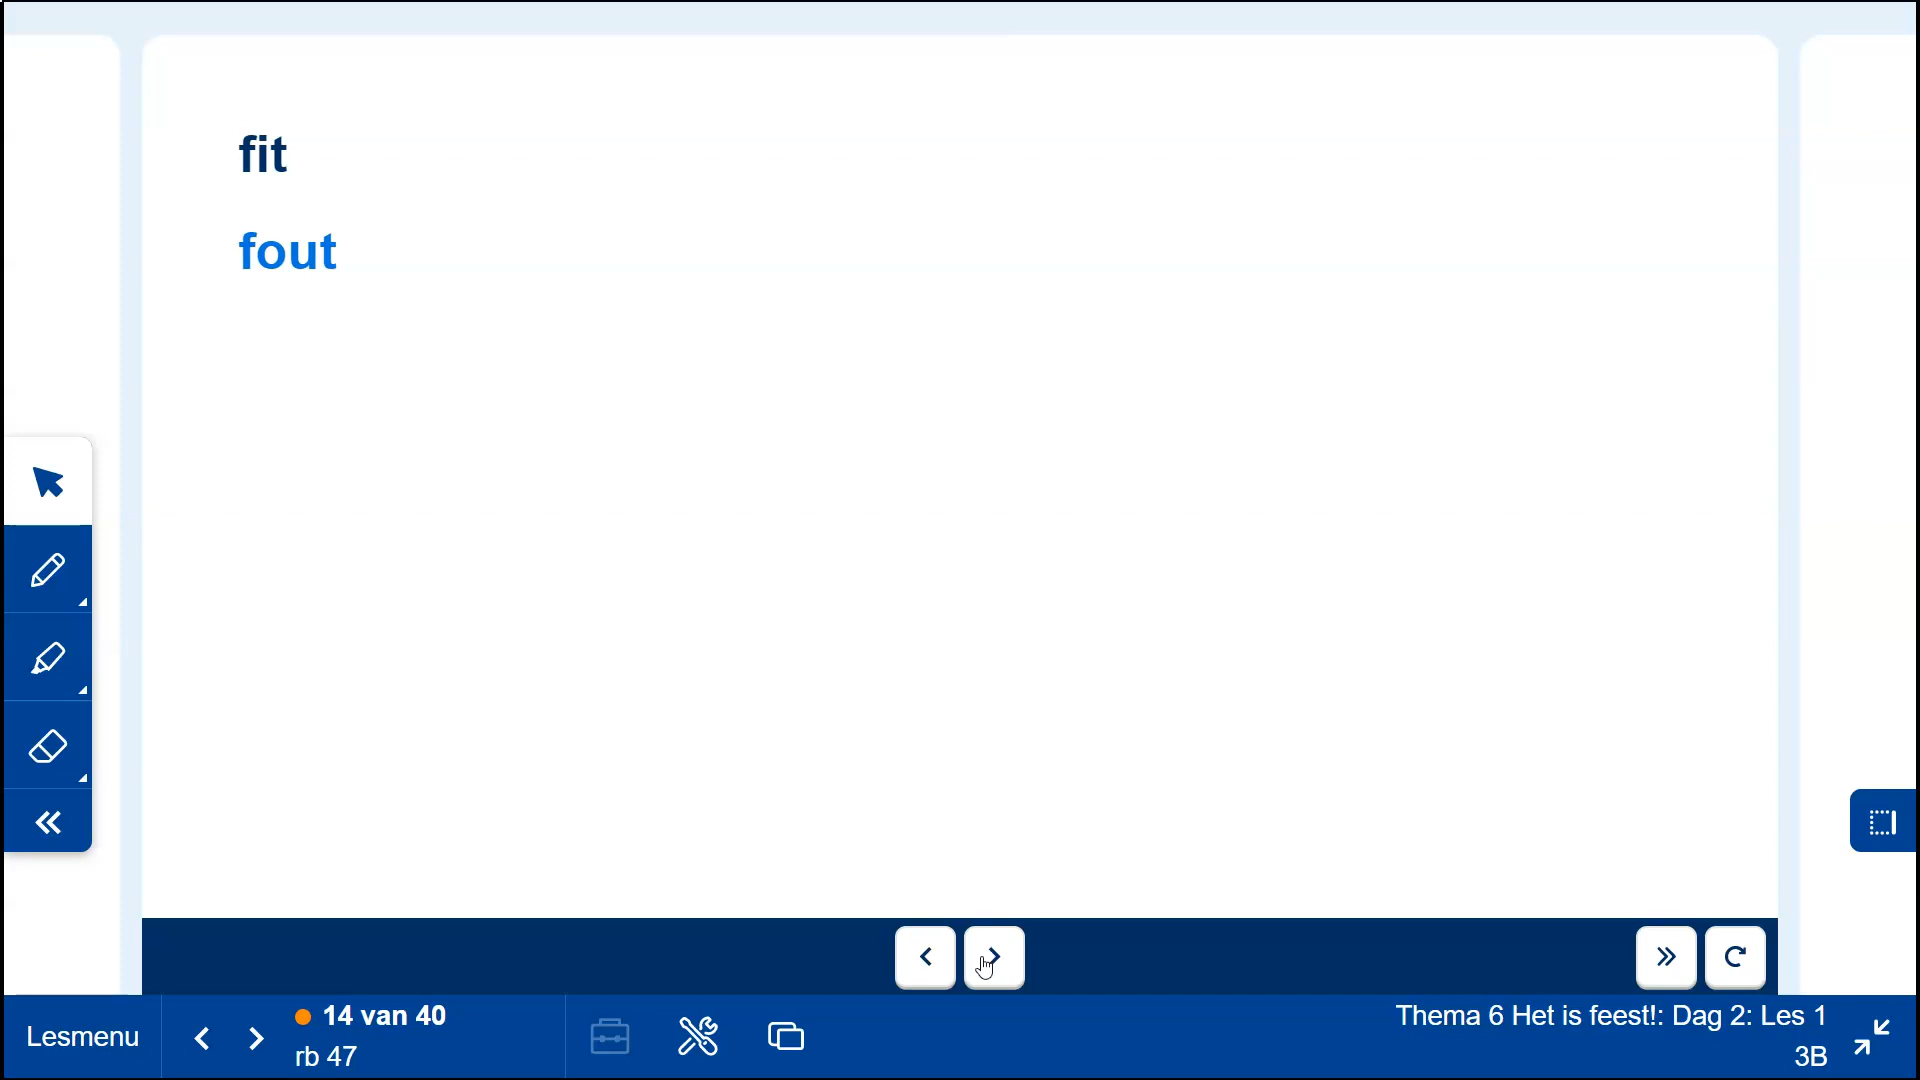 fit
fout
Lesmenu
14 van 40
rb 47
Thema 6 Het is feest!: Dag 2: Les 1
3B